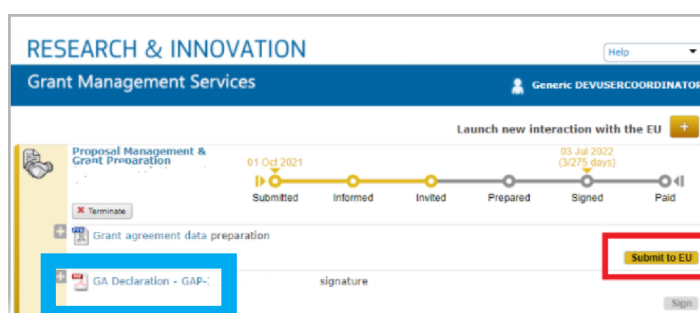 RESEARCH & INNOVATION
Help
Grant Management Services
Generic DEVUSERCOORDINATOR
Launch new interaction with the EU +
Proposal Management &
Grant Preparation
01 Oct 2021
03 Jul 2022
(3/275 days)
Submitted Informed Invited Prepared Signed Paid
Terminate
Grant agreement data preparation
Submit to EU
GA Declaration - GAP- signature
Sign